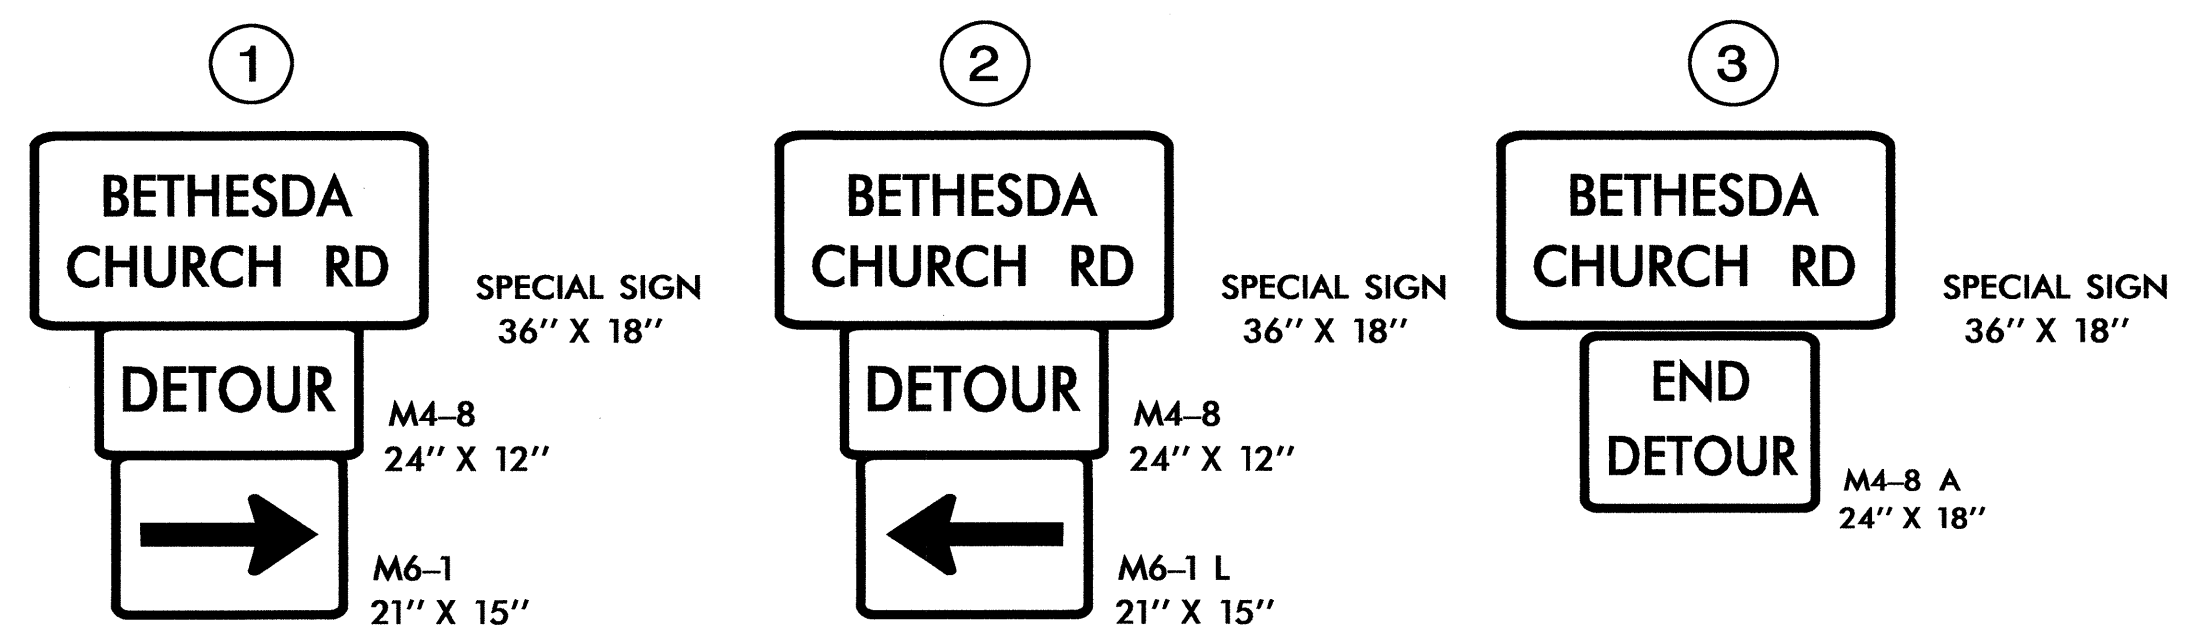 1
BETHESDA
CHURCH RD
SPECIAL SIGN
36" X 18"
DETOUR
M4-8
24" X 12"
M6-1
21" X 15"
2
BETHESDA
CHURCH RD
SPECIAL SIGN
36" X 18"
DETOUR
M4-8
24" X 12"
M6-1 L
21" X 15"
3
BETHESDA
CHURCH RD
SPECIAL SIGN
36" X 18"
END
DETOUR
M4-8 A
24" X 18"